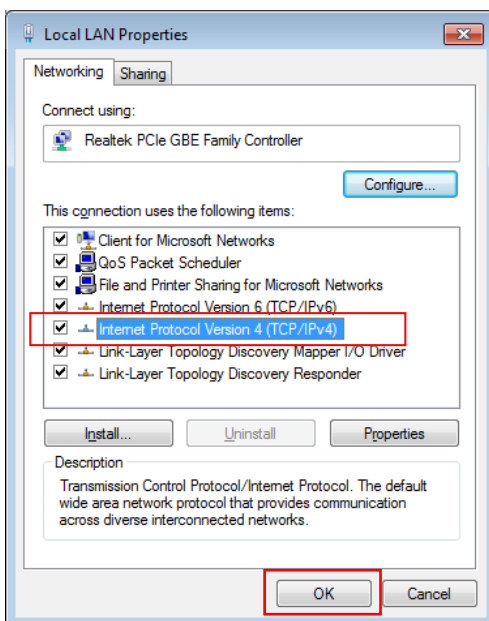 Local LAN Properties
Networking
Sharing
Connect using:
Realtek PCIe GBE Family Controller
Configure...
This connection uses the following items:
Client for Microsoft Networks
QoS Packet Scheduler
File and Printer Sharing for Microsoft Networks
Internet Protocol Version 6 (TCP/IPv6)
Internet Protocol Version 4 (TCP/IPv4)
Link-Layer Topology Discovery Mapper I/O Driver
Link-Layer Topology Discovery Responder
Install...
Uninstall
Properties
Description
Transmission Control Protocol/Internet Protocol. The default
wide area network protocol that provides communication
across diverse interconnected networks.
OK
Cancel